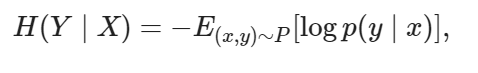 H(Y | X) = −E_{(x,y)∼P}[log p(y | x)],